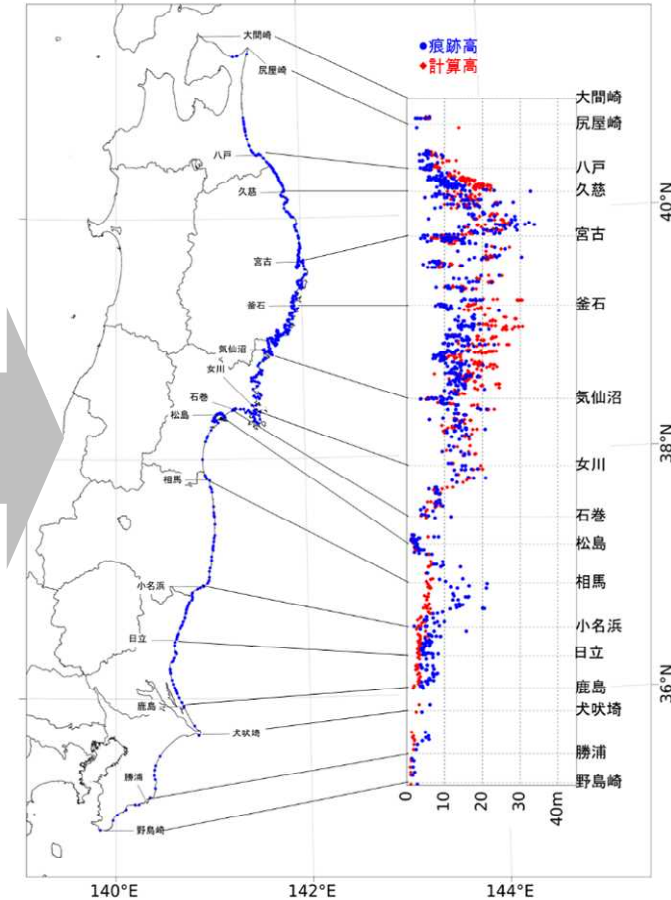 大間崎
尻屋崎
八戸
久慈
宮古
釜石
気仙沼
女川
石巻
松島
相馬
小名浜
日立
鹿島
犬吠埼
勝浦
野島崎
●痕跡高
◆計算高
大間崎
尻屋崎
八戸
久慈
宮古
釜石
気仙沼
女川
石巻
松島
相馬
小名浜
日立
鹿島
犬吠埼
勝浦
野島崎
0 10 20 30 40m
40°N
38°N
36°N
140°E 142°E 144°E